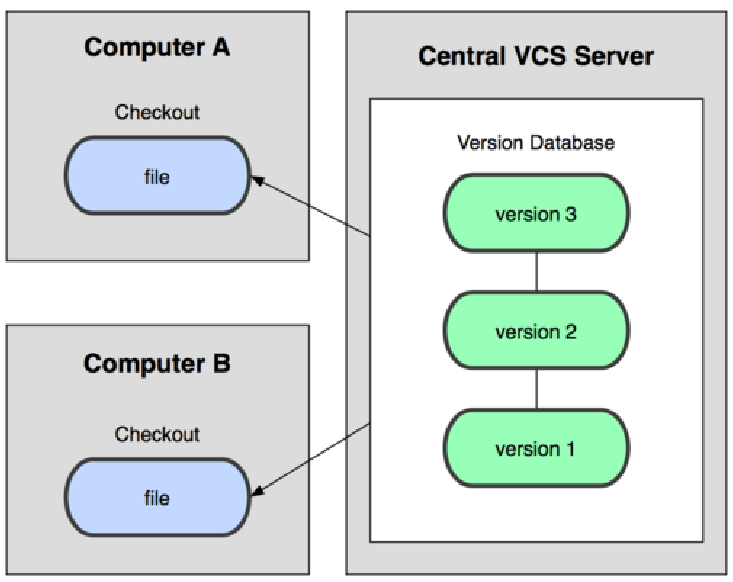 Computer A
Checkout
file
Computer B
Checkout
file
Central VCS Server
Version Database
version 3
version 2
version 1